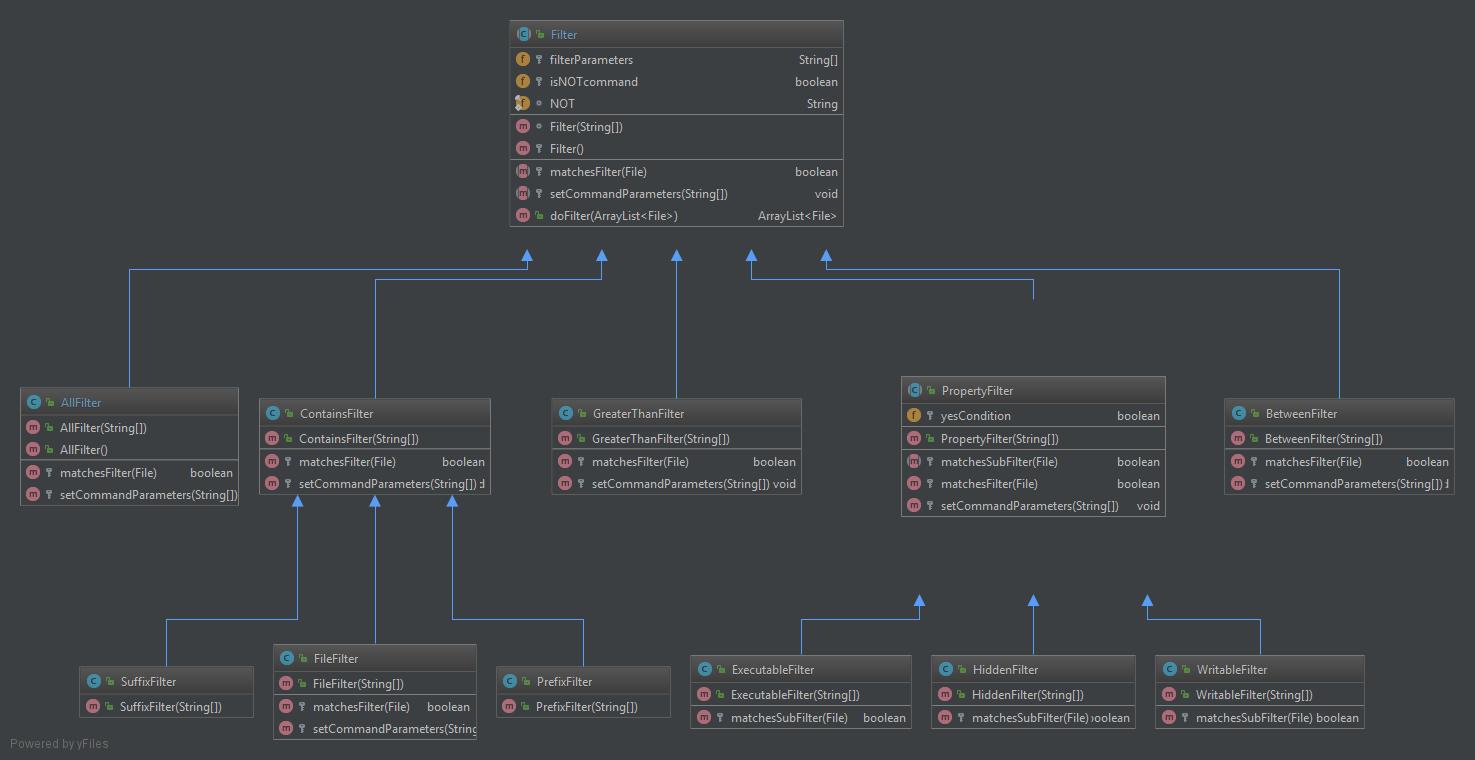 Filter
filterParameters String[]
isNOTcommand boolean
NOT String
Filter(String[])
Filter()
matchesFilter(File) boolean
setCommandParameters(String[]) void
doFilter(ArrayList<File>) ArrayList<File>
AllFilter
AllFilter(String[])
AllFilter()
matchesFilter(File) boolean
setCommandParameters(String[])
ContainsFilter
ContainsFilter(String[])
matchesFilter(File) boolean
setCommandParameters(String[])
GreaterThanFilter
GreaterThanFilter(String[])
matchesFilter(File) boolean
setCommandParameters(String[]) void
PropertyFilter
yesCondition boolean
PropertyFilter(String[])
matchesSubFilter(File) boolean
matchesFilter(File) boolean
setCommandParameters(String[]) void
BetweenFilter
BetweenFilter(String[])
matchesFilter(File) boolean
setCommandParameters(String[])
SuffixFilter
SuffixFilter(String[])
FileFilter
FileFilter(String[])
matchesFilter(File) boolean
setCommandParameters(String
PrefixFilter
PrefixFilter(String[])
ExecutableFilter
ExecutableFilter(String[])
matchesSubFilter(File) boolean
HiddenFilter
HiddenFilter(String[])
matchesSubFilter(File) oolean
WritableFilter
WritableFilter(String[])
matchesSubFilter(File) boolean
Powered by yFiles